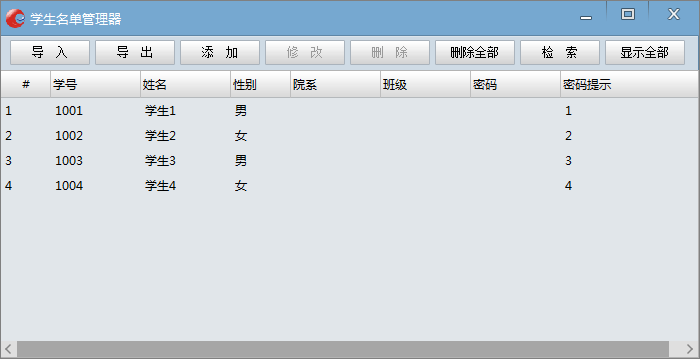 学生名单管理器
导 入 导 出 添 加 修 改 删 除 删除全部 检 索 显示全部
# 学号 姓名 性别 院系 班级 密码 密码提示
1 1001 学生1 男 1
2 1002 学生2 女 2
3 1003 学生3 男 3
4 1004 学生4 女 4